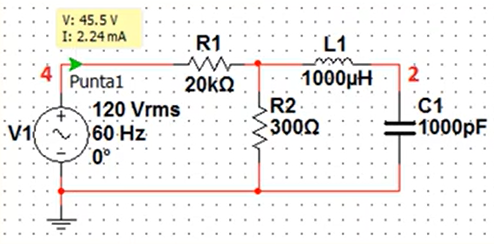 V: 45.5 V
I: 2.24 mA
4
Punta1
R1
20kΩ
L1
1000µH
2
V1
120 Vrms
60 Hz
0°
R2
300Ω
C1
1000pF